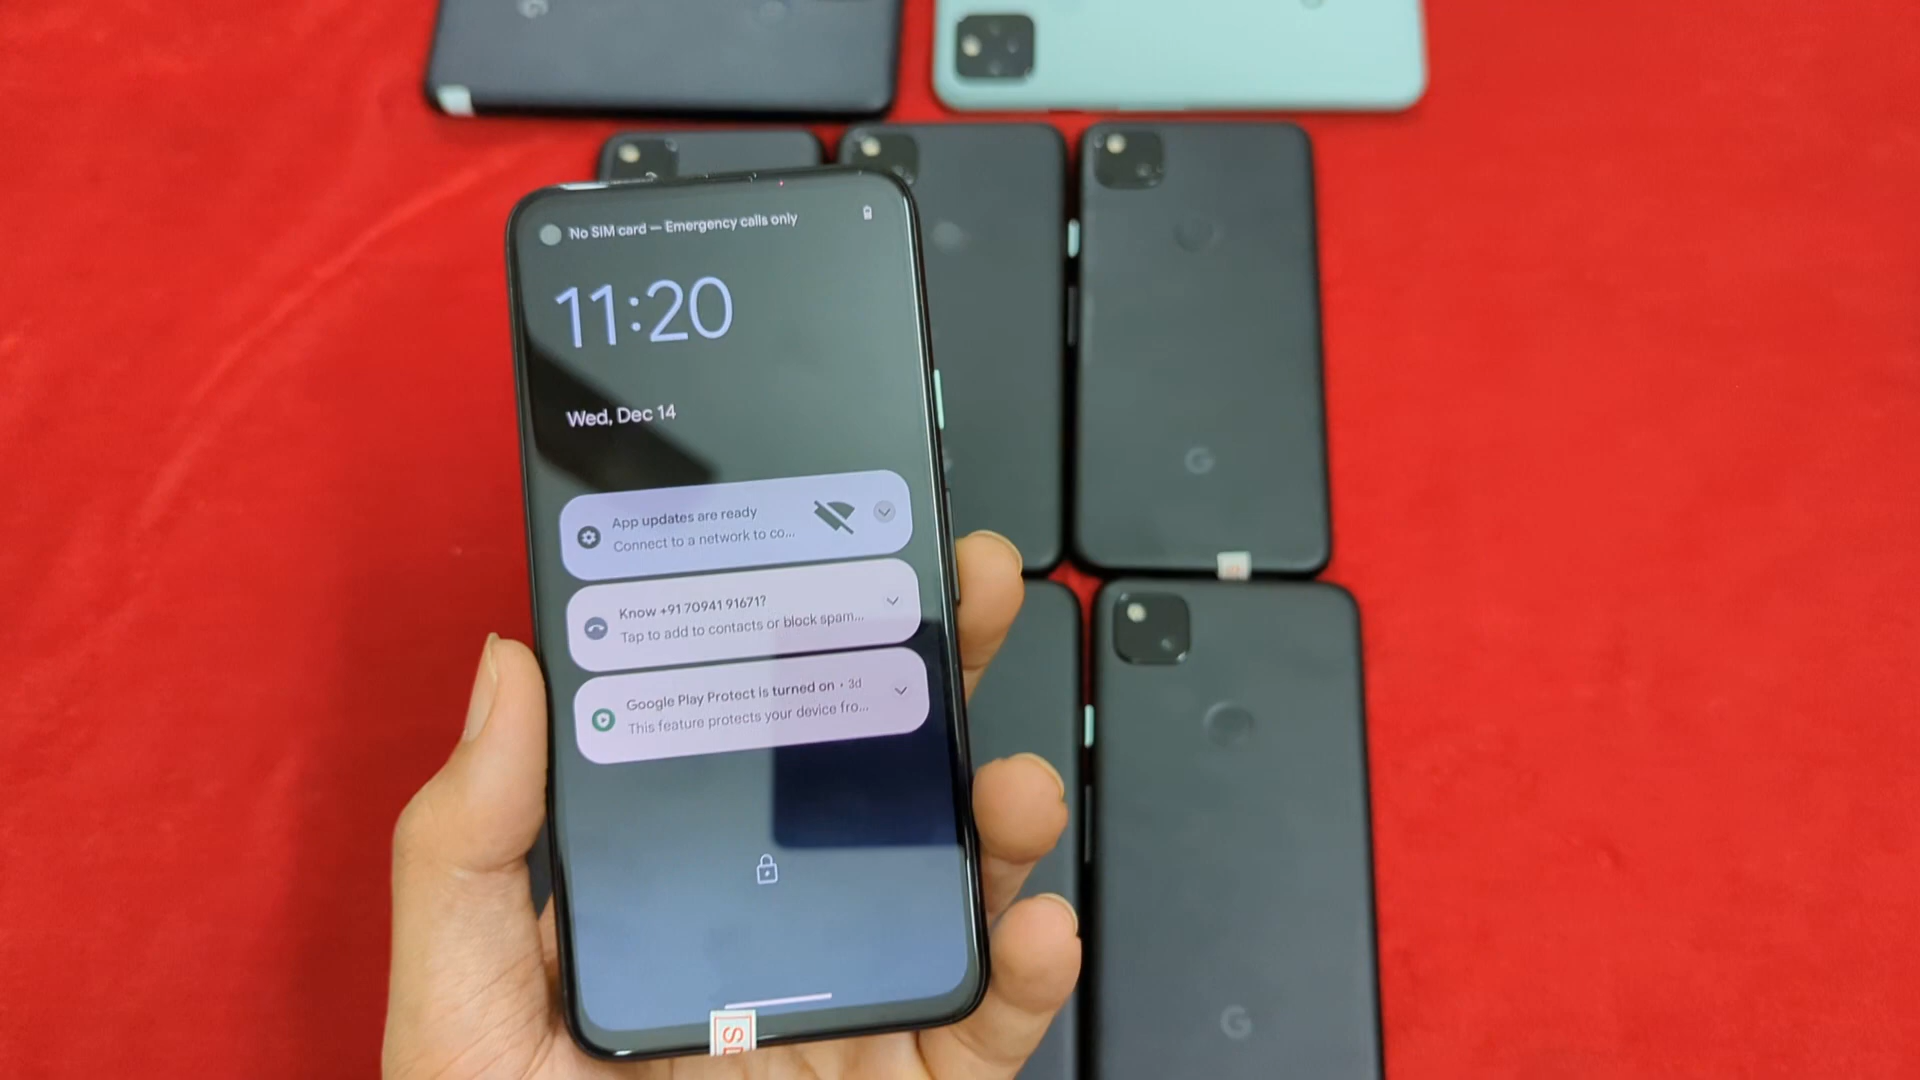 No SIM card — Emergency calls only
11:20
Wed, Dec 14
App updates are ready
Connect to a network to co...
Know +91 70941 91671?
Tap to add to contacts or block spam...
Google Play Protect is turned on • 3d
This feature protects your device fro...
G
G